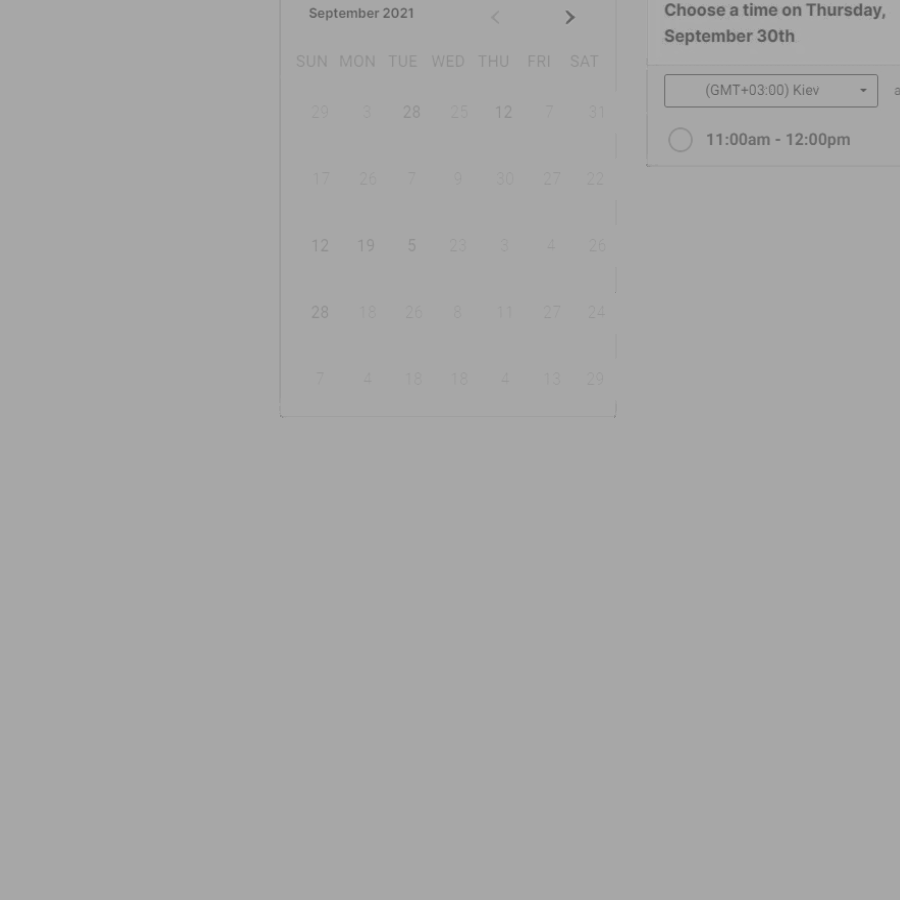 September 2021
SUN MON TUE WED THU FRI SAT
29 3 28 25 12 7 31
17 26 7 9 30 27 22
12 19 5 23 3 4 26
28 18 26 8 11 27 24
7 4 18 18 4 13 29
Choose a time on Thursday,
September 30th
(GMT+03:00) Kiev
11:00am - 12:00pm